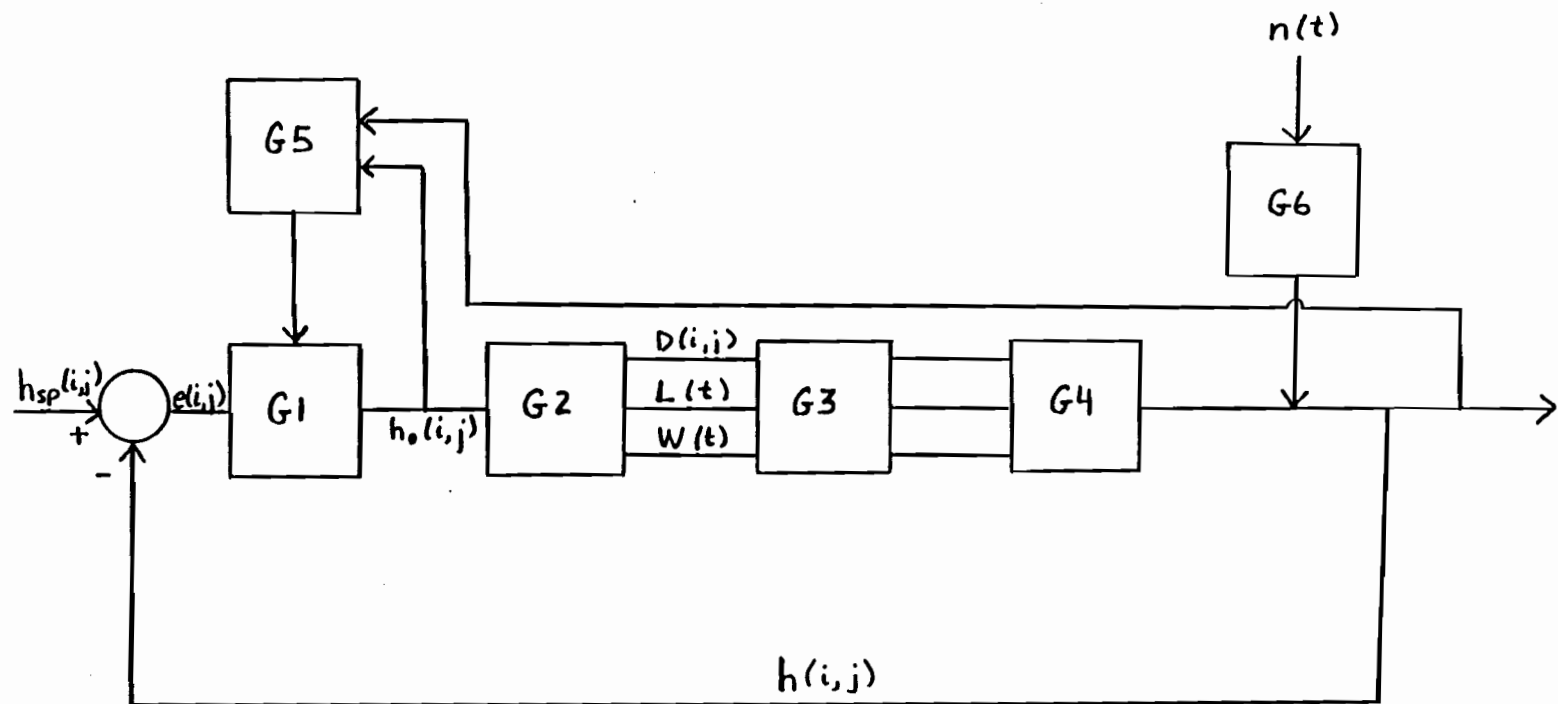 n(t)
G5
G6
hsp(i,j)
+
-
e(i,j)
G1
h₀(i,j)
G2
D(i,j)
L(t)
W(t)
G3
G4
h(i,j)